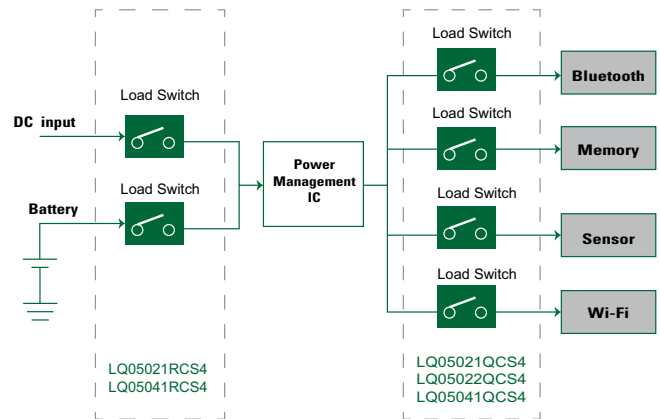 Load Switch
DC input
Load Switch
Battery
LQ05021RCS4
LQ05041RCS4
Power
Management
IC
Load Switch
Bluetooth
Load Switch
Memory
Load Switch
Sensor
Load Switch
Wi-Fi
LQ05021QCS4
LQ05022QCS4
LQ05041QCS4